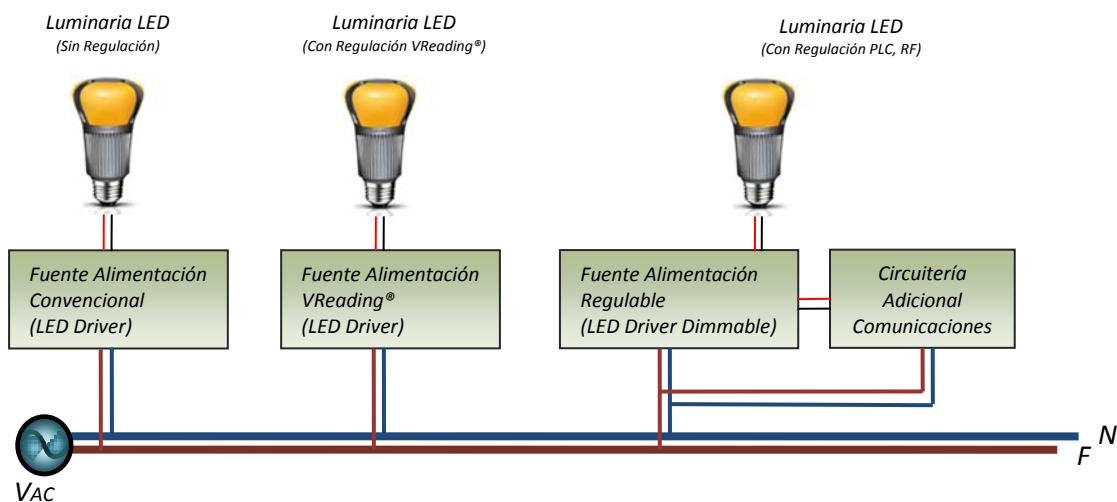 Luminaria LED
(Sin Regulación)
Luminaria LED
(Con Regulación VReading®)
Luminaria LED
(Con Regulación PLC, RF)
Fuente Alimentación
Convencional
(LED Driver)
Fuente Alimentación
VReading®
(LED Driver)
Fuente Alimentación
Regulable
(LED Driver Dimmable)
Circuitería
Adicional
Comunicaciones
N
F
VAC